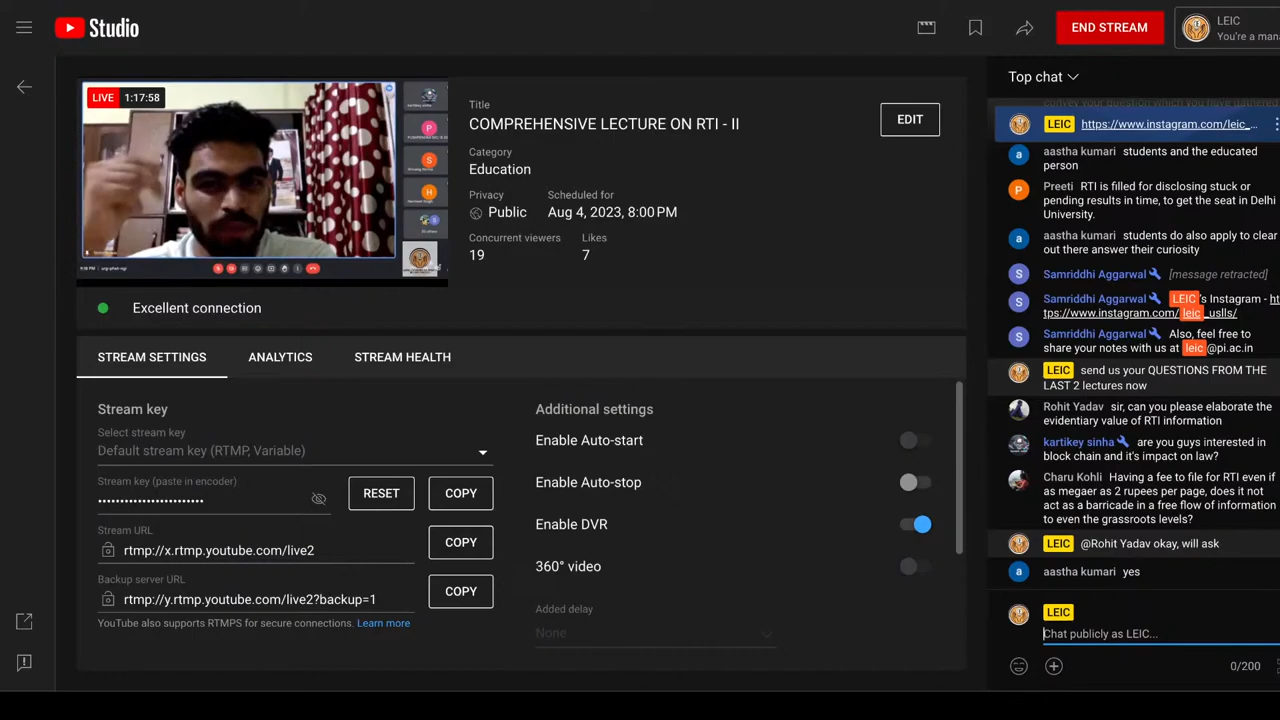 Studio
END STREAM
LEIC
You're a mana
LIVE 1:17:58
Title
COMPREHENSIVE LECTURE ON RTI - II
EDIT
Category
Education
Privacy
Public
Scheduled for
Aug 4, 2023, 8:00 PM
Concurrent viewers
19
Likes
7
Excellent connection
STREAM SETTINGS
ANALYTICS
STREAM HEALTH
Stream key
Select stream key
Default stream key (RTMP, Variable)
Stream key (paste in encoder)
••••••••••••••••••••••••
RESET
COPY
Stream URL
rtmp://x.rtmp.youtube.com/live2
COPY
Backup server URL
rtmp://y.rtmp.youtube.com/live2?backup=1
COPY
YouTube also supports RTMPS for secure connections. Learn more
Additional settings
Enable Auto-start
Enable Auto-stop
Enable DVR
360° video
Added delay
None
Top chat
convey your question which you have gathered
LEIC https://www.instagram.com/leic_...
aastha kumari students and the educated
person
Preeti RTI is filled for disclosing stuck or
pending results in time, to get the seat in Delhi
University.
aastha kumari students do also apply to clear
out there answer their curiosity
Samriddhi Aggarwal [message retracted]
Samriddhi Aggarwal LEIC's Instagram - ht
tps://www.instagram.com/leic_uslls/
Samriddhi Aggarwal Also, feel free to
share your notes with us at leic@pi.ac.in
LEIC send us your QUESTIONS FROM THE
LAST 2 lectures now
Rohit Yadav sir, can you please elaborate the
evidentiary value of RTI information
kartikey sinha are you guys interested in
block chain and it's impact on law?
Charu Kohli Having a fee to file for RTI even if
as megaer as 2 rupees per page, does it not
act as a barricade in a free flow of information
to even the grassroots levels?
LEIC @Rohit Yadav okay, will ask
aastha kumari yes
LEIC
Chat publicly as LEIC...
0/200